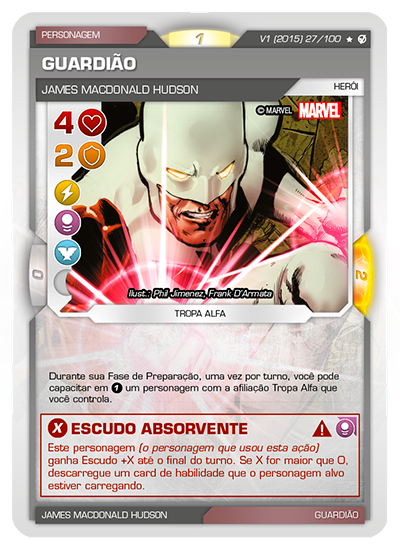 PERSONAGEM
1
V1 (2015) 27/100
GUARDIÃO
JAMES MACDONALD HUDSON
HERÓI
4
© MARVEL MARVEL
2
0
2
Ilust.: Phil Jimenez, Frank D'Armata
TROPA ALFA
Durante sua Fase de Preparação, uma vez por turno, você pode
capacitar em 1 um personagem com a afiliação Tropa Alfa que
você controla.
X ESCUDO ABSORVENTE
Este personagem (o personagem que usou esta ação)
ganha Escudo +X até o final do turno. Se X for maior que 0,
descarregue um card de habilidade que o personagem alvo
estiver carregando.
JAMES MACDONALD HUDSON
GUARDIÃO